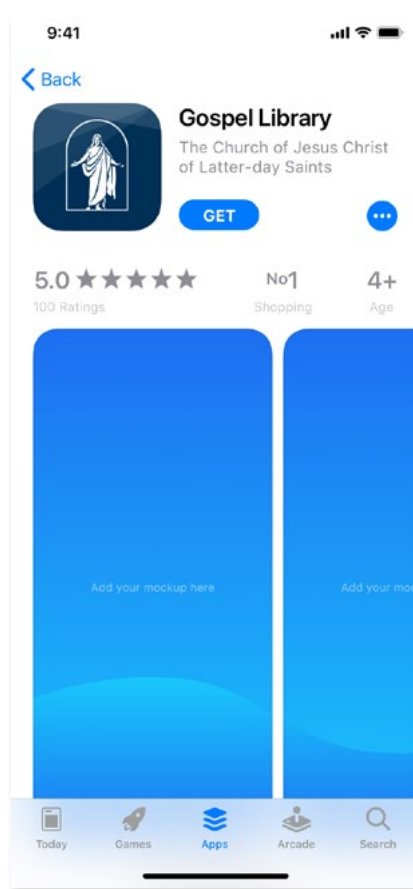 9:41
Back
Gospel Library
The Church of Jesus Christ
of Latter-day Saints
GET
5.0
No1
4+
100 Ratings
Shopping
Age
Add your mockup here
Add your mo
Today
Games
Apps
Arcade
Search